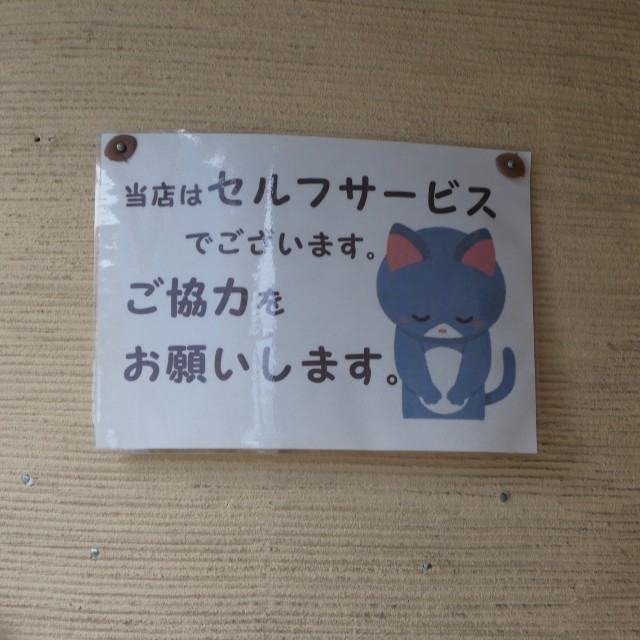 当店はセルフサービス
でございます。
ご協力を
お願いします。